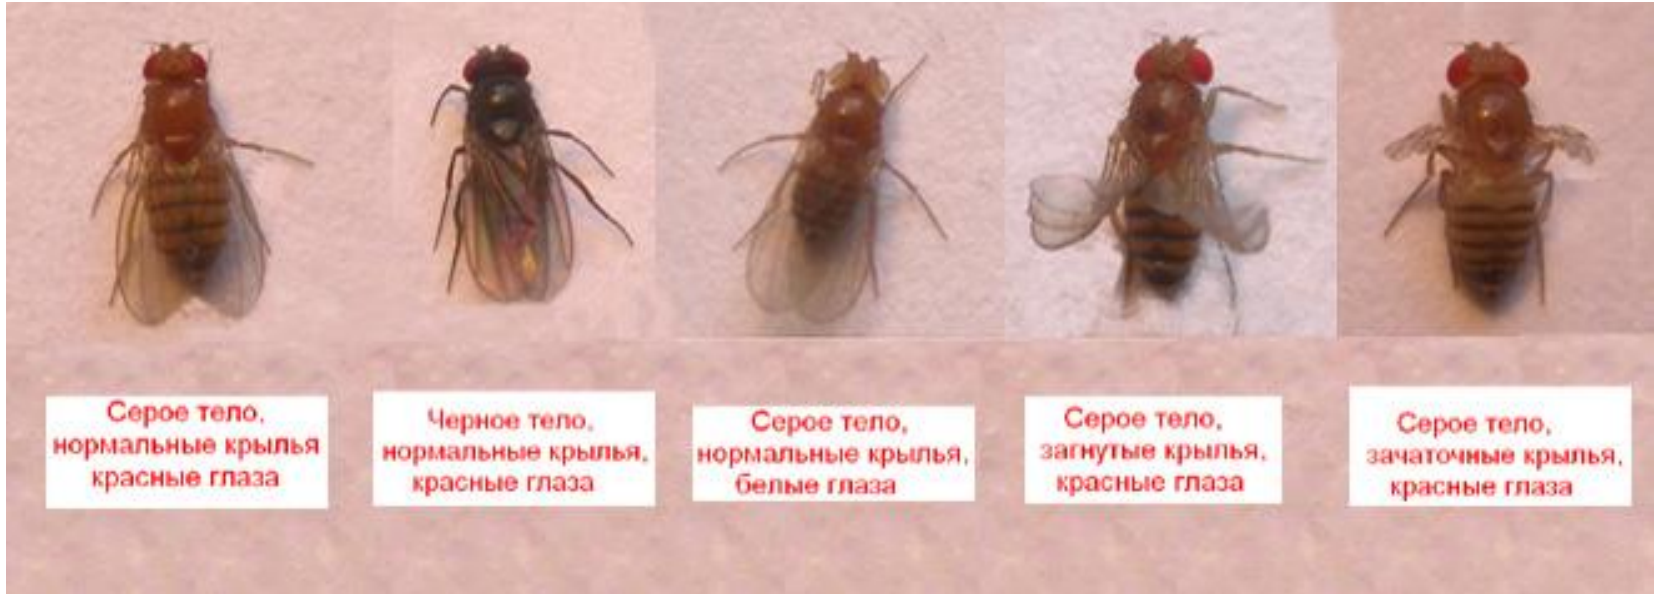 Серое тело,
нормальные крылья
красные глаза
Черное тело,
нормальные крылья,
красные глаза
Серое тело,
нормальные крылья,
белые глаза
Серое тело,
загнутые крылья,
красные глаза
Серое тело,
зачаточные крылья,
красные глаза